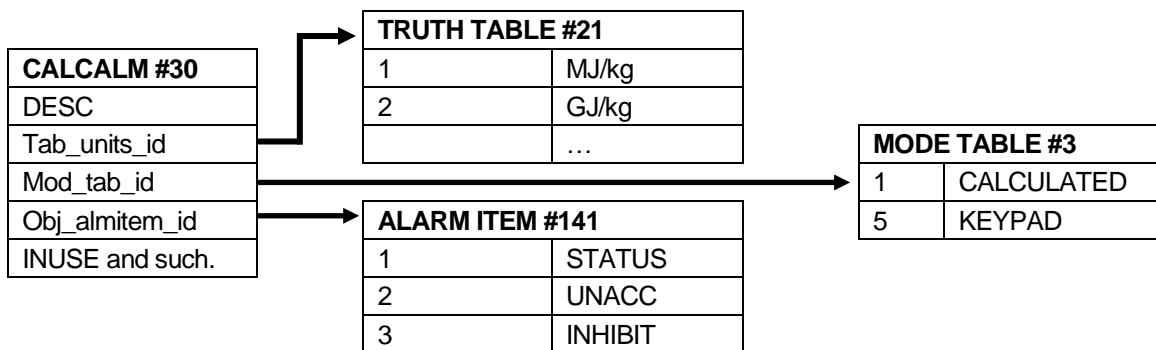 CALCALM #30
DESC
Tab_units_id
Mod_tab_id
Obj_almitem_id
INUSE and such.
TRUTH TABLE #21
1 MJ/kg
2 GJ/kg
…
ALARM ITEM #141
1 STATUS
2 UNACC
3 INHIBIT
MODE TABLE #3
1 CALCULATED
5 KEYPAD